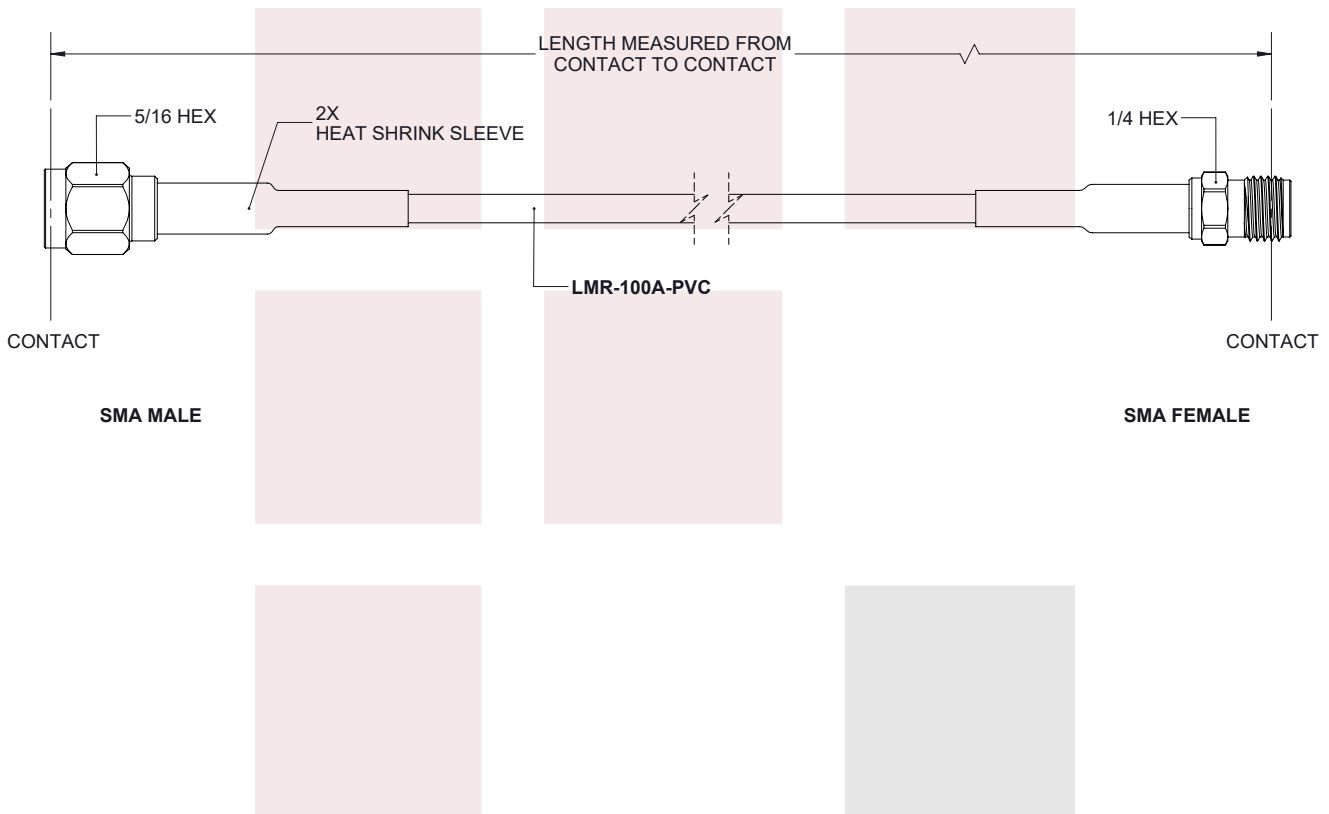 LENGTH MEASURED FROM
CONTACT TO CONTACT
5/16 HEX
2X
HEAT SHRINK SLEEVE
1/4 HEX
LMR-100A-PVC
CONTACT
CONTACT
SMA MALE
SMA FEMALE